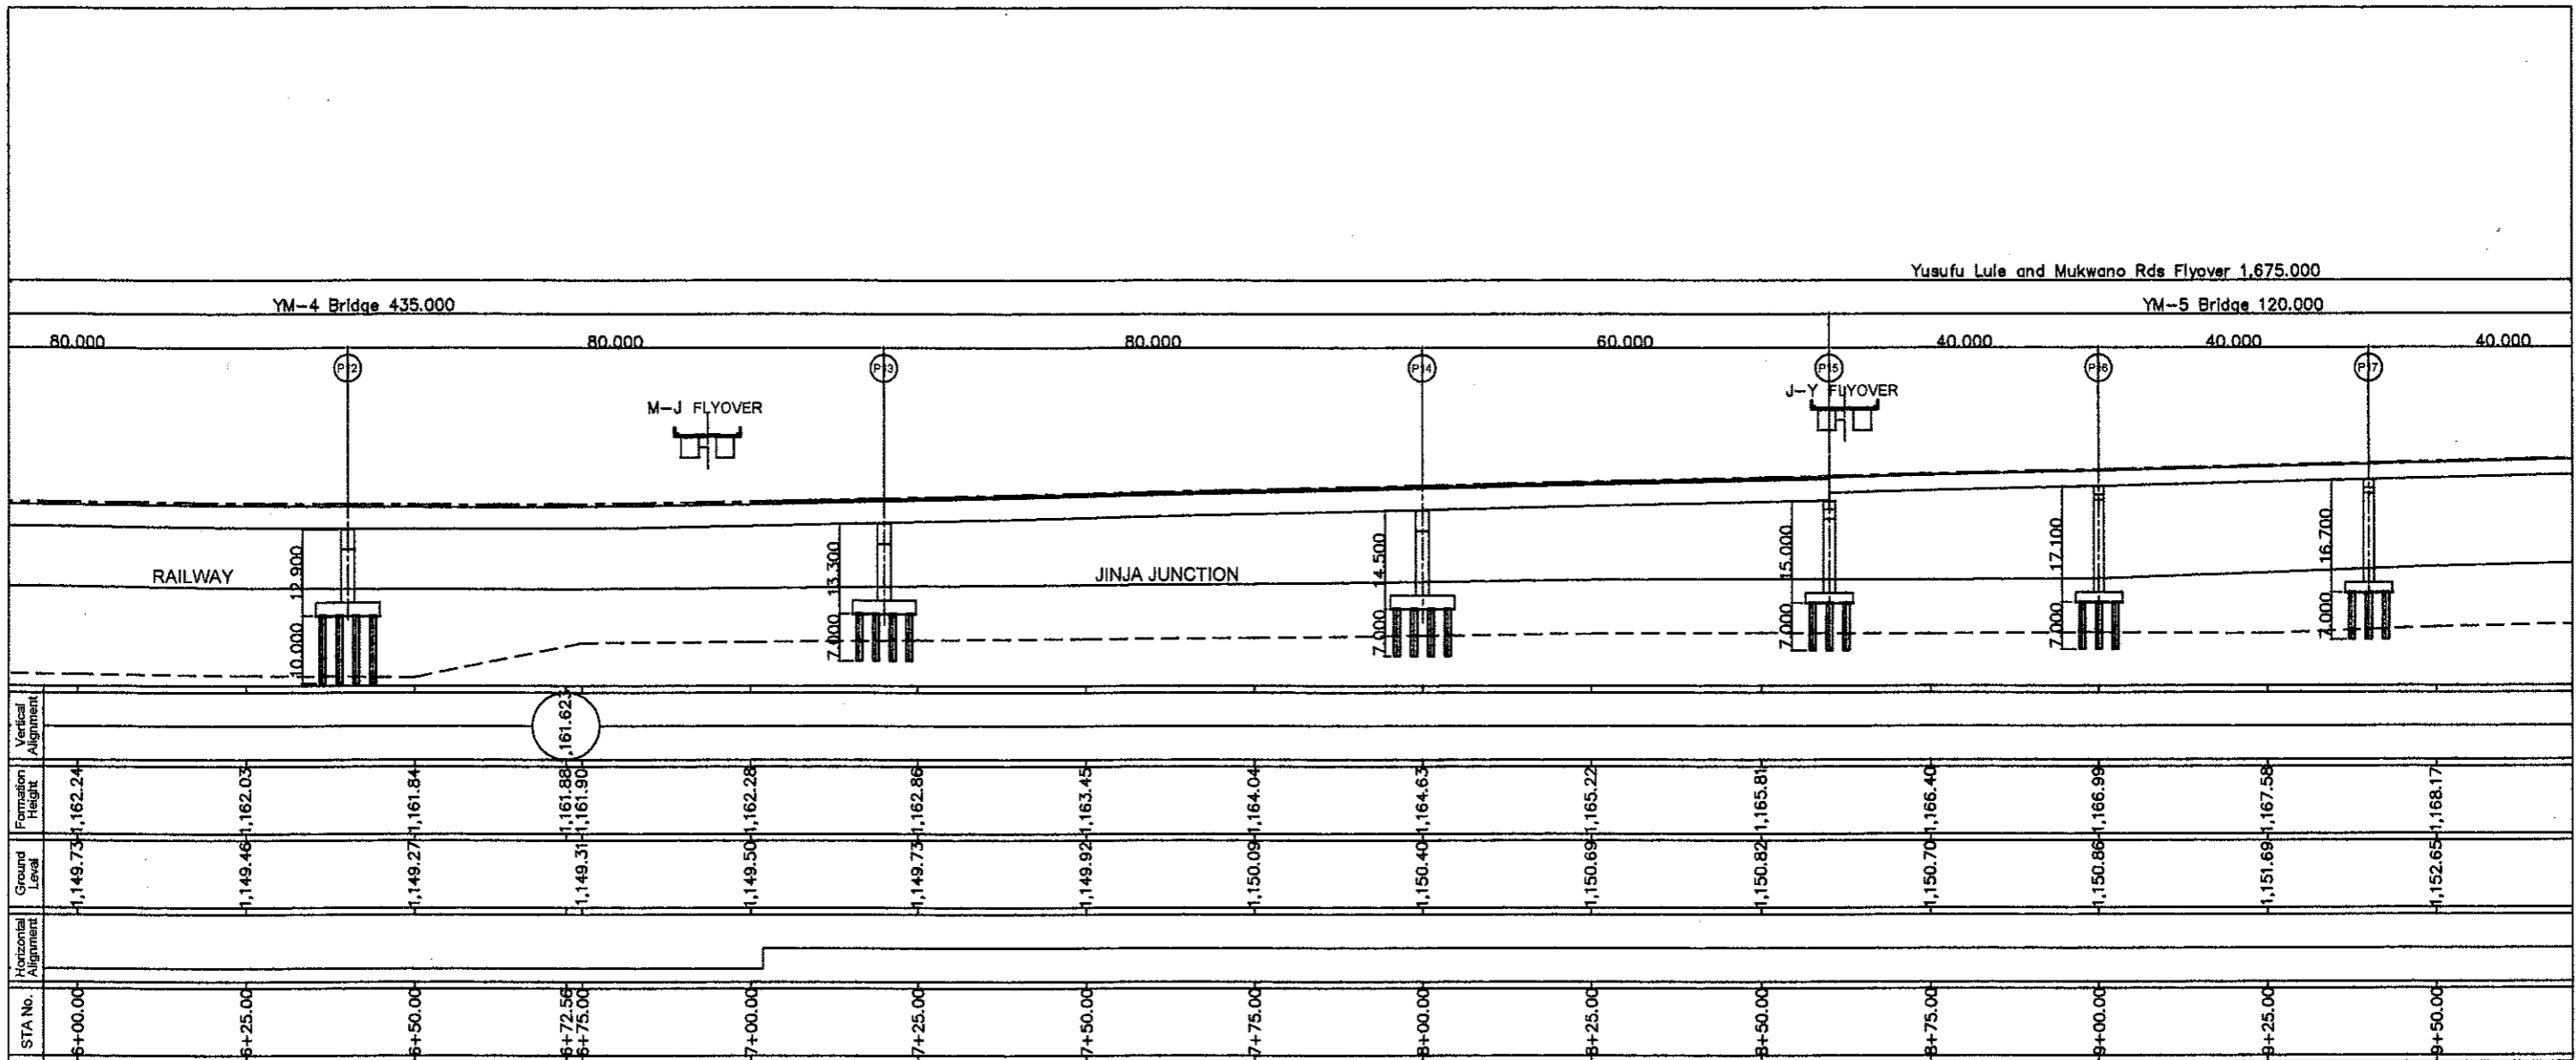 Yusufu Lule and Mukwano Rds Flyover 1,675.000
YM-4 Bridge 435.000
YM-5 Bridge 120.000
80.000 80.000 80.000 60.000 40.000 40.000 40.000
P12 P13 P14 P15 P16 P17
M-J FLYOVER
J-Y FLYOVER
12.900 13.300 14.500 15.000 17.100 16.700
RAILWAY
JINJA JUNCTION
10.000 7.000 7.000 7.000 7.000 7.000
Vertical
Alignment
1,161.623
Formation
Height
1,162.24 1,162.03 1,161.84 1,161.88 1,161.90 1,162.28 1,162.86 1,163.45 1,164.04 1,164.63 1,165.22 1,165.81 1,166.40 1,166.99 1,167.58 1,168.17
Ground
Level
1,149.73 1,149.46 1,149.27 1,149.31 1,149.50 1,149.73 1,149.92 1,150.09 1,150.40 1,150.69 1,150.82 1,150.70 1,150.86 1,151.69 1,152.65
Horizontal
Alignment
STA No.
6+00.00 6+25.00 6+50.00 6+72.56 6+75.00 7+00.00 7+25.00 7+50.00 7+75.00 8+00.00 8+25.00 8+50.00 8+75.00 9+00.00 9+25.00 9+50.00